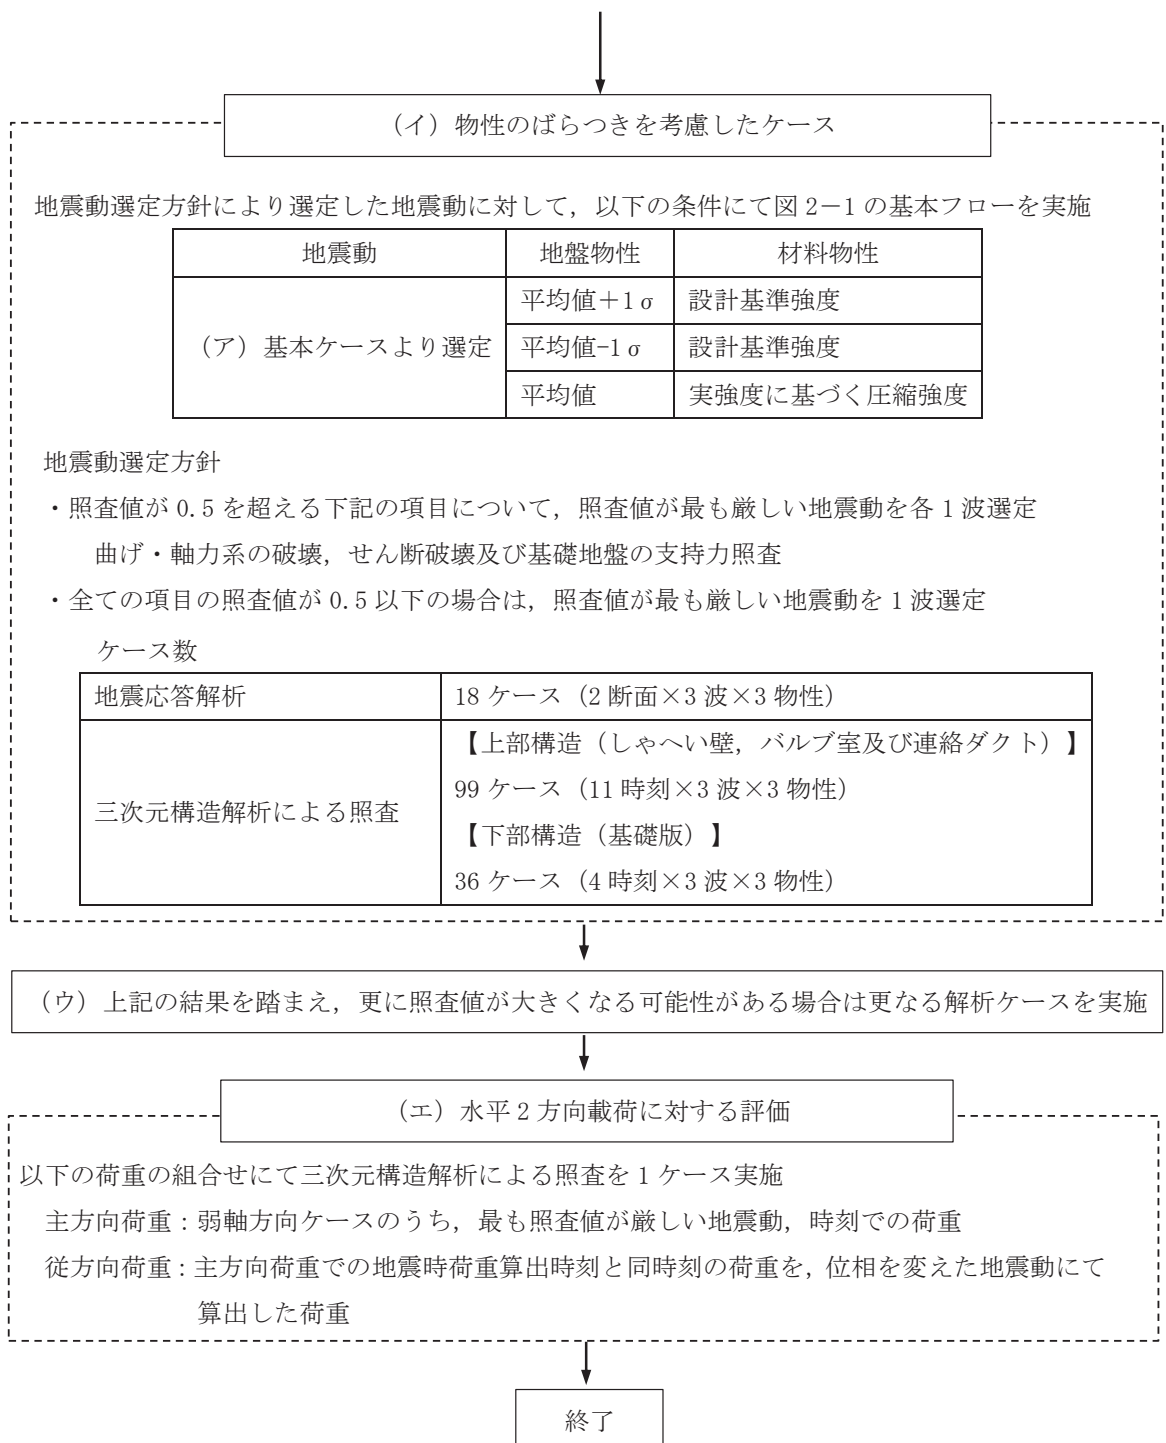 （イ）物性のばらつきを考慮したケース
地震動選定方針により選定した地震動に対して，以下の条件にて図 2－1 の基本フローを実施
地震動 地盤物性 材料物性
（ア）基本ケースより選定
平均値＋1σ 設計基準強度
平均値-1σ 設計基準強度
平均値 実強度に基づく圧縮強度
地震動選定方針
・照査値が 0.5 を超える下記の項目について，照査値が最も厳しい地震動を各 1 波選定
曲げ・軸力系の破壊，せん断破壊及び基礎地盤の支持力照査
・全ての項目の照査値が 0.5 以下の場合は，照査値が最も厳しい地震動を 1 波選定
ケース数
地震応答解析 18 ケース（2 断面×3 波×3 物性）
三次元構造解析による照査
【上部構造（しゃへい壁，バルブ室及び連絡ダクト）】
99 ケース（11 時刻×3 波×3 物性）
【下部構造（基礎版）】
36 ケース（4 時刻×3 波×3 物性）
（ウ）上記の結果を踏まえ，更に照査値が大きくなる可能性がある場合は更なる解析ケースを実施
（エ）水平 2 方向載荷に対する評価
以下の荷重の組合せにて三次元構造解析による照査を 1 ケース実施
主方向荷重：弱軸方向ケースのうち，最も照査値が厳しい地震動，時刻での荷重
従方向荷重：主方向荷重での地震時荷重算出時刻と同時刻の荷重を，位相を変えた地震動にて
算出した荷重
終了